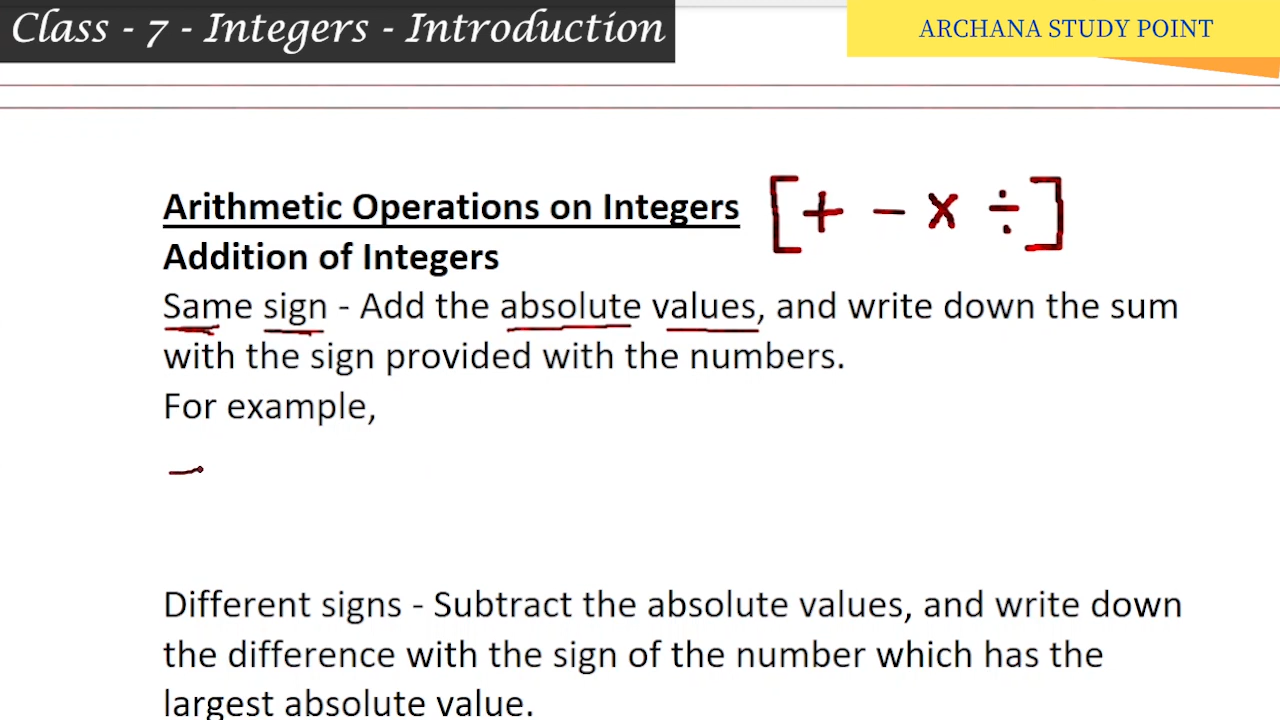 Class - 7 - Integers - Introduction
ARCHANA STUDY POINT
Arithmetic Operations on Integers [+ - x ÷]
Addition of Integers
Same sign - Add the absolute values, and write down the sum
with the sign provided with the numbers.
For example,
-
Different signs - Subtract the absolute values, and write down
the difference with the sign of the number which has the
largest absolute value.